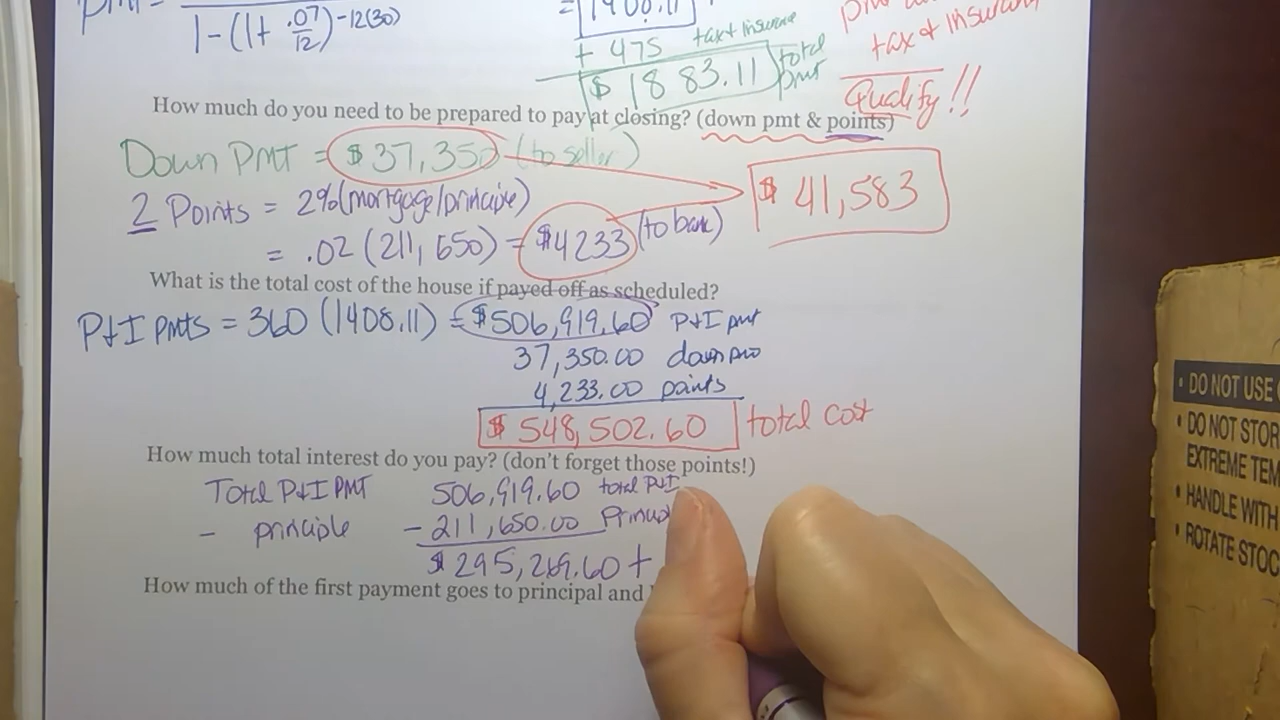 pmt =
1-(1+ .07/12)^-12(30)
= 1408.11
+ 475 tax+insurance
$ 1883.11 total pmt
tax & insurance
Qualify!!
How much do you need to be prepared to pay at closing? (down pmt & points)
Down PMT = $37,350 (to seller)
$ 41,583
2 Points = 2%(mortgage/principle)
= .02 (211,650) = $4233 (to bank)
What is the total cost of the house if payed off as scheduled?
P+I pmts = 360 (1408.11) = $506,919.60 P+I pmt
37,350.00 down
4,233.00 points
$ 548,502.60 total cost
How much total interest do you pay? (don't forget those points!)
Total P+I PMT 506,919.60 total P+I
- principle - 211,650.00
$ 295,269.60 +
How much of the first payment goes to principal and
• DO NOT USE
• DO NOT STOR
EXTREME TEM
• HANDLE WITH
• ROTATE STOC